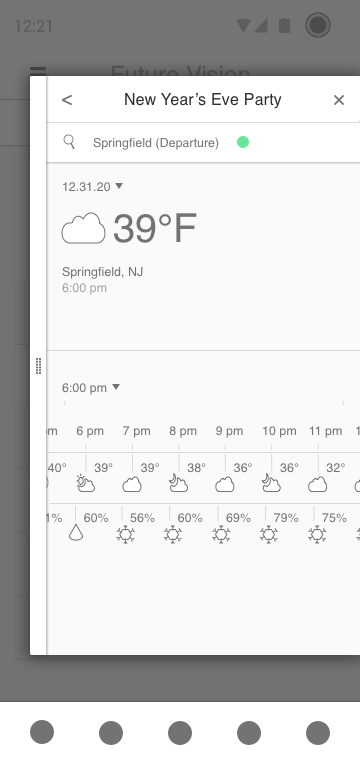 12:21
Future Vision
< New Year’s Eve Party ×
Springfield (Departure)
12.31.20
39°F
Springfield, NJ
6:00 pm
6:00 pm
6 pm 7 pm 8 pm 9 pm 10 pm 11 pm
40° 39° 39° 38° 36° 36° 32°
1% 60% 56% 60% 69% 79% 75%